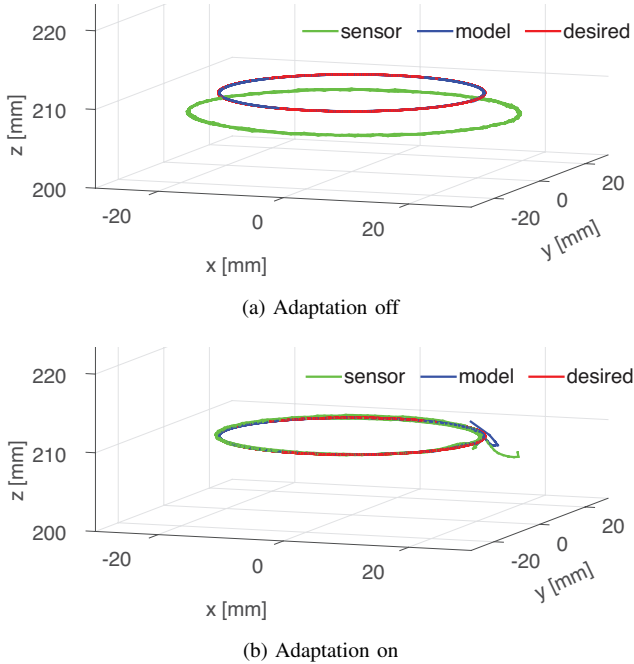 220
sensor model desired
z [mm]
210
200
-20
0
20
x [mm]
-20
0
20
y [mm]
(a) Adaptation off
220
sensor model desired
z [mm]
210
200
-20
0
20
x [mm]
-20
0
20
y [mm]
(b) Adaptation on